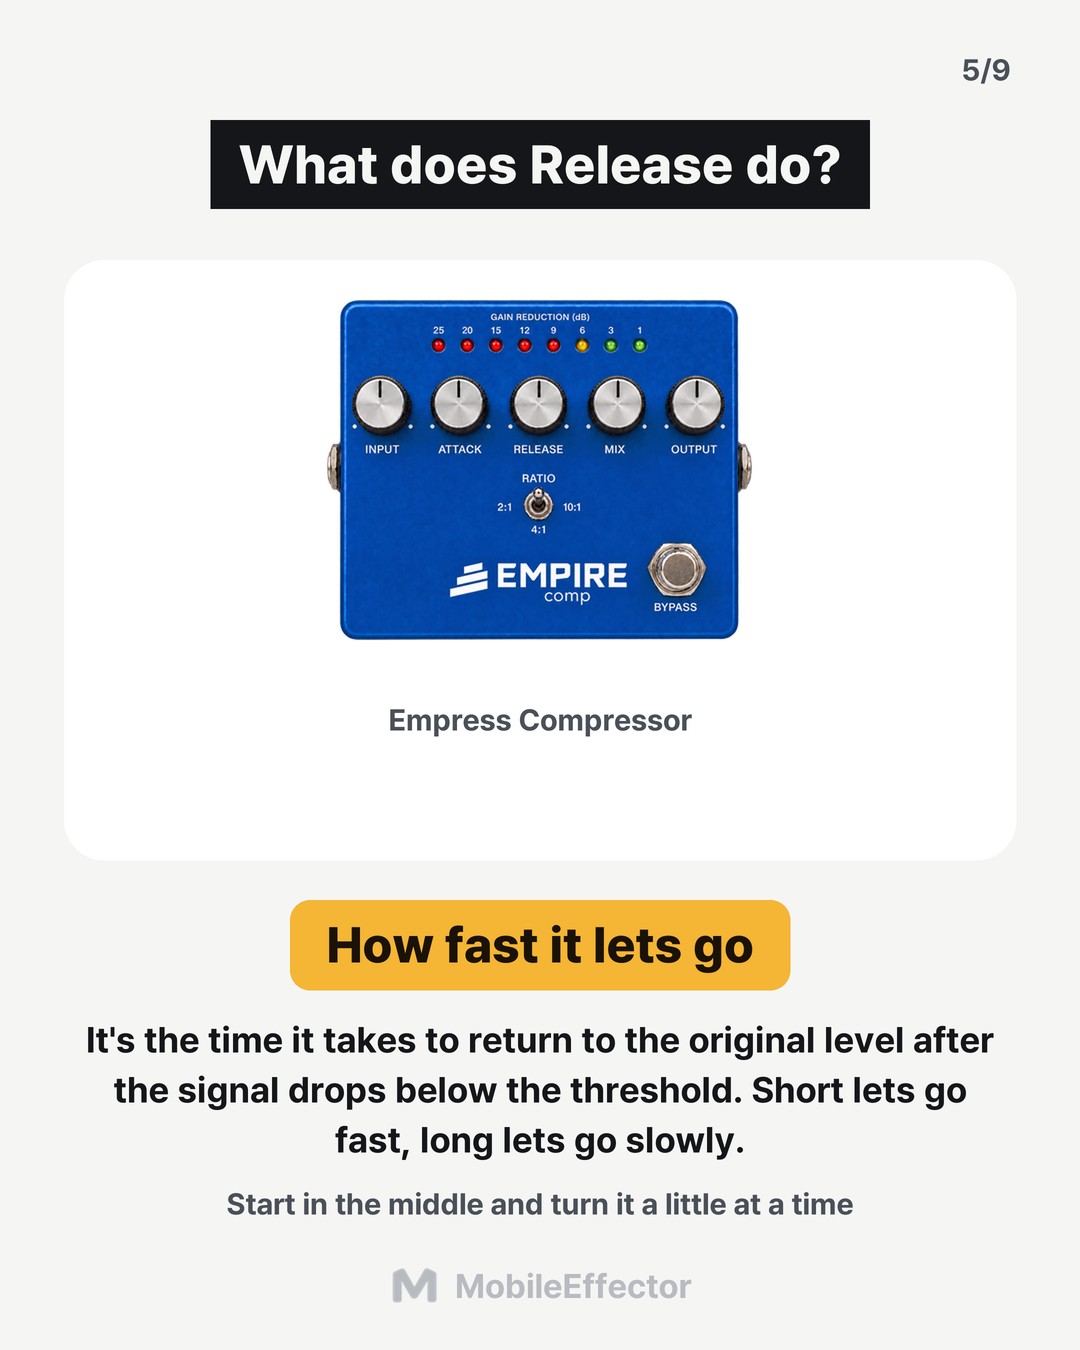 5/9
What does Release do?
GAIN REDUCTION (dB)
25 20 15 12 9 6 3 1
INPUT ATTACK RELEASE MIX OUTPUT
RATIO
2:1 10:1
4:1
EMPIRE
comp
BYPASS
Empress Compressor
How fast it lets go
It's the time it takes to return to the original level after
the signal drops below the threshold. Short lets go
fast, long lets go slowly.
Start in the middle and turn it a little at a time
MobileEffector